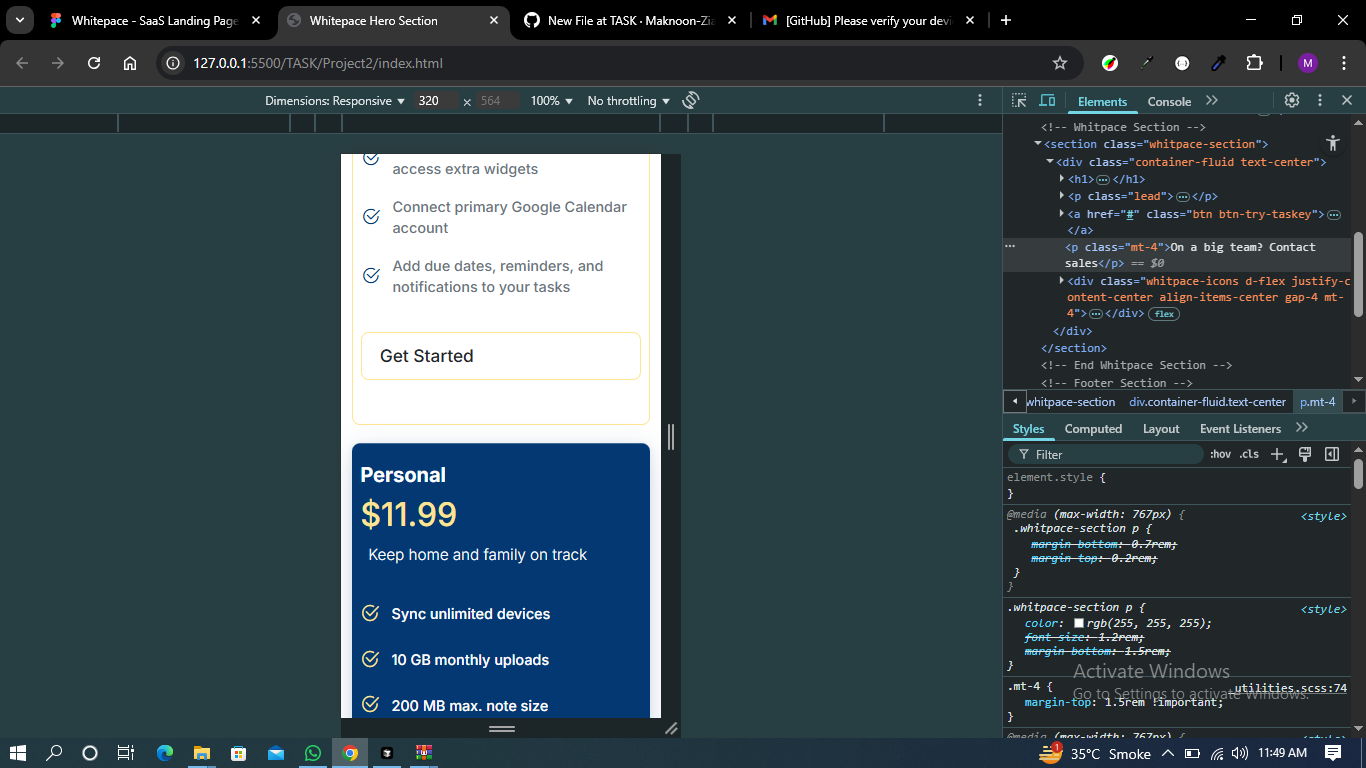 Whitepace - SaaS Landing Page
Whitepace Hero Section
New File at TASK · Maknoon-Zia
[GitHub] Please verify your devi
127.0.0.1:5500/TASK/Project2/index.html
M
Dimensions: Responsive
320
×
564
100%
No throttling
access extra widgets
Connect primary Google Calendar
account
Add due dates, reminders, and
notifications to your tasks
Get Started
Personal
$11.99
Keep home and family on track
Sync unlimited devices
10 GB monthly uploads
200 MB max. note size
Elements
Console
<!-- Whitpace Section -->
<section class="whitpace-section">
<div class="container-fluid text-center">
<h1>…</h1>
<p class="lead">…</p>
<a href="#" class="btn btn-try-taskey">…
</a>
<p class="mt-4">On a big team? Contact
sales</p> == $0
<div class="whitpace-icons d-flex justify-c
ontent-center align-items-center gap-4 mt-
4">…</div> flex
</div>
</section>
<!-- End Whitpace Section -->
<!-- Footer Section -->
whitpace-section
div.container-fluid.text-center
p.mt-4
Styles
Computed
Layout
Event Listeners
Filter
:hov
.cls
element.style {
}
@media (max-width: 767px) {
<style>
.whitpace-section p {
margin-bottom: 0.7rem;
margin-top: 0.2rem;
}
}
.whitpace-section p {
<style>
color: rgb(255, 255, 255);
font-size: 1.2rem;
margin-bottom: 1.5rem;
}
.mt-4 {
_utilities.scss:74
margin-top: 1.5rem !important;
}
Activate Windows
Go to Settings to activate Windows.
@media (max-width: 767px) {
<style>
1
35°C Smoke
11:49 AM